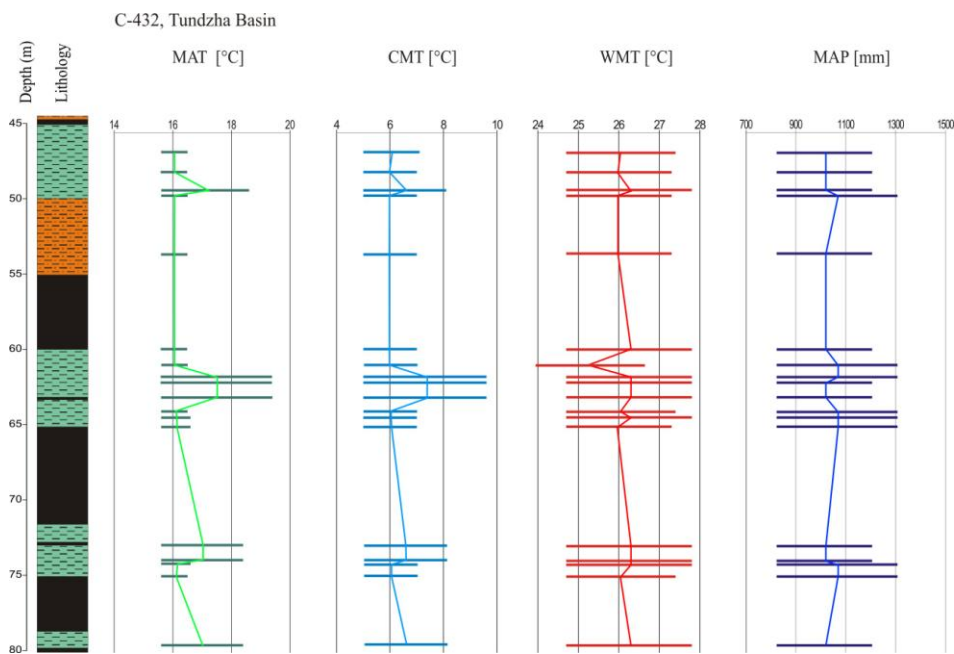 C-432, Tundzha Basin
Depth (m)
Lithology
MAT [°C]
CMT [°C]
WMT [°C]
MAP [mm]
14 16 18 20
4 6 8 10
24 25 26 27 28
700 900 1100 1300 1500
45
50
55
60
65
70
75
80